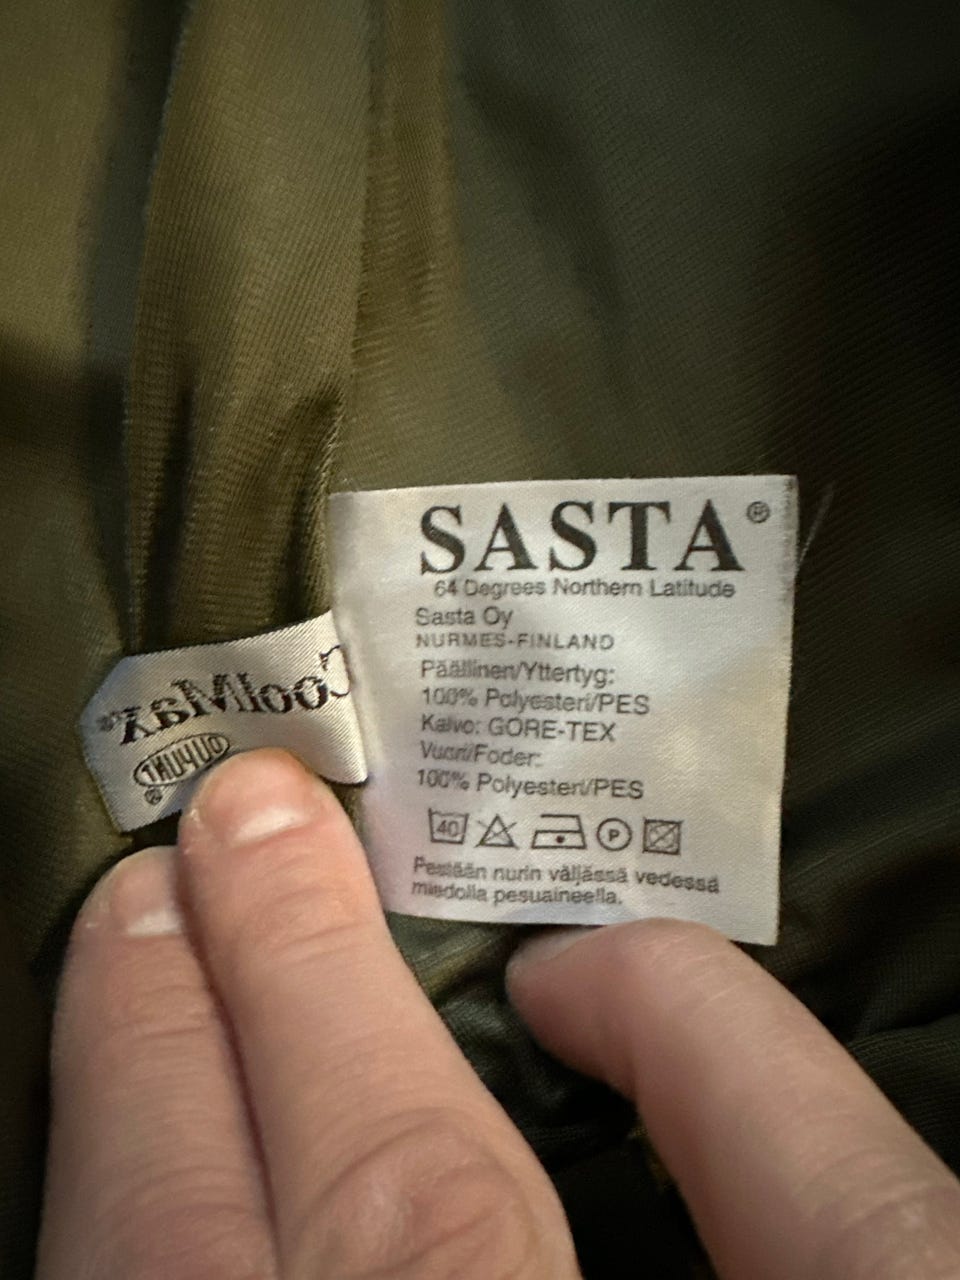 SASTA®
64 Degrees Northern Latitude
Sasta Oy
NURMES-FINLAND
Päällinen/Yttertyg:
100% Polyesteri/PES
Kalvo: GORE-TEX
Vuori/Foder:
100% Polyesteri/PES
40 P
Pestään nurin väljässä vedessä
miedolla pesuaineella.
CoolMax®
DUPONT®